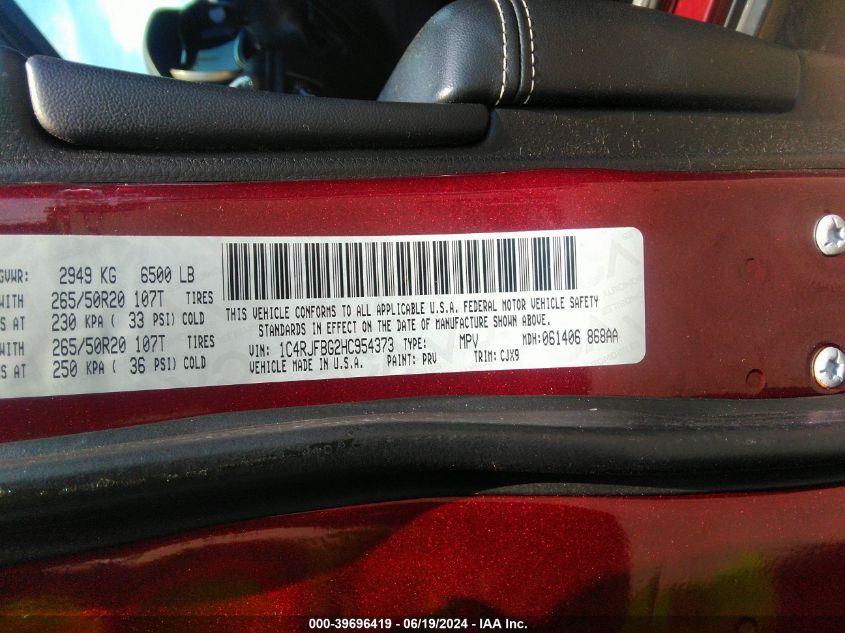 GVWR: 2949 KG 6500 LB
WITH 265/50R20 107T TIRES
AT 230 KPA ( 33 PSI) COLD
WITH 265/50R20 107T TIRES
AT 250 KPA ( 36 PSI) COLD
THIS VEHICLE CONFORMS TO ALL APPLICABLE U.S.A. FEDERAL MOTOR VEHICLE SAFETY
STANDARDS IN EFFECT ON THE DATE OF MANUFACTURE SHOWN ABOVE.
VIN: 1C4RJFBG2HC954373 TYPE: MPV MDH: 061406 868AA
VEHICLE MADE IN U.S.A. PAINT: PRV TRIM: CJX9
000-39696419 - 06/19/2024 - IAA Inc.